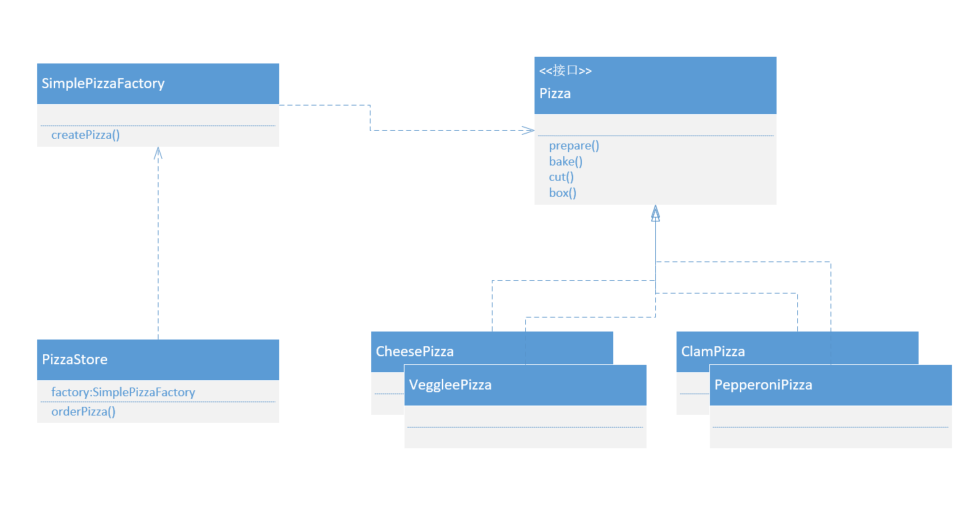 SimplePizzaFactory
createPizza()
<<接口>>
Pizza
prepare()
bake()
cut()
box()
PizzaStore
factory:SimplePizzaFactory
orderPizza()
CheesePizza
VeggleePizza
ClamPizza
PepperoniPizza